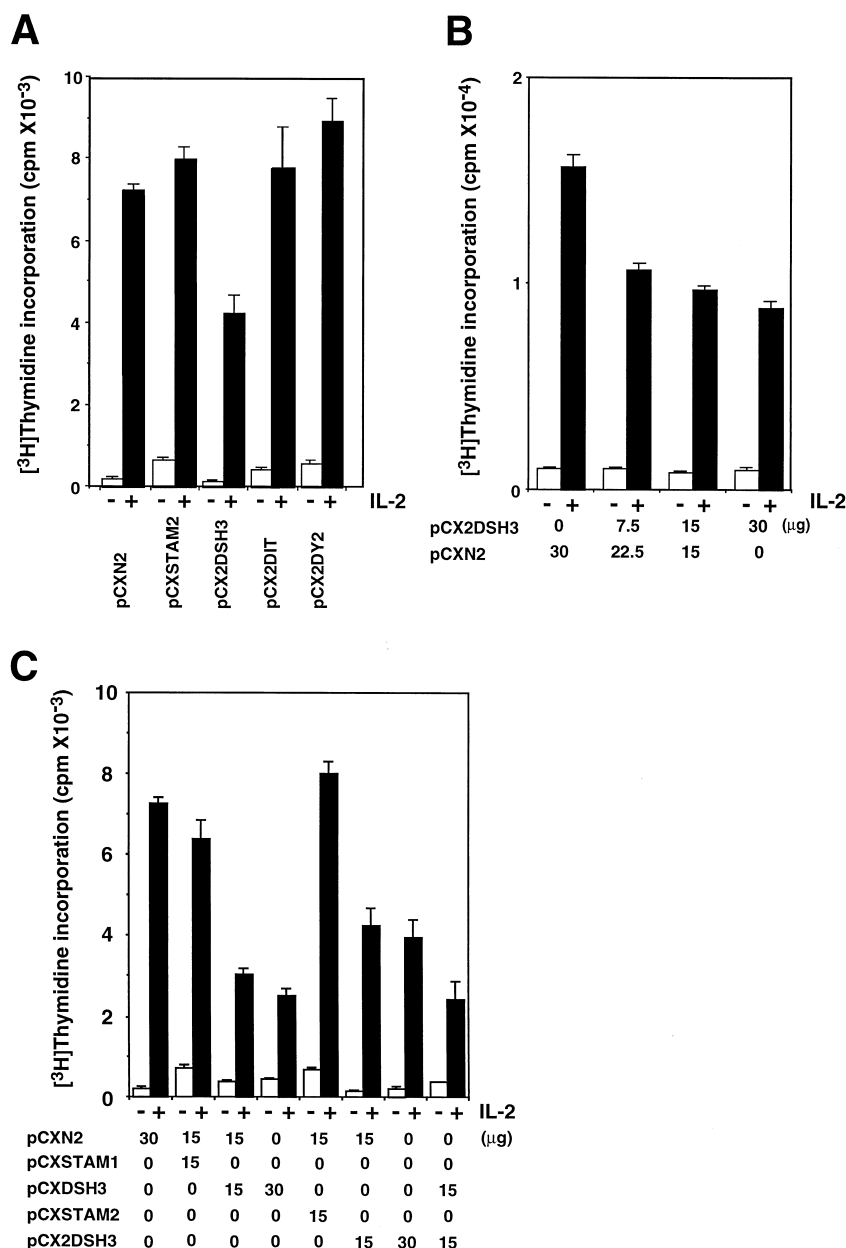 A
[³H]Thymidine incorporation (cpm X10⁻³)
10
8
6
4
2
0
- + - + - + - + - + IL-2
pCXN2
pCXSTAM2
pCX2DSH3
pCX2DIT
pCX2DY2
B
[³H]Thymidine incorporation (cpm X10⁻⁴)
2
1
0
- + - + - + - + IL-2
pCX2DSH3 0 7.5 15 30 (μg)
pCXN2 30 22.5 15 0
C
[³H]Thymidine incorporation (cpm X10⁻³)
10
8
6
4
2
0
- + - + - + - + - + - + - + - + IL-2
pCXN2 30 15 15 0 15 15 0 0 (μg)
pCXSTAM1 0 15 0 0 0 0 0 0
pCXDSH3 0 0 15 30 0 0 0 15
pCXSTAM2 0 0 0 0 15 0 0 0
pCX2DSH3 0 0 0 0 0 15 30 15